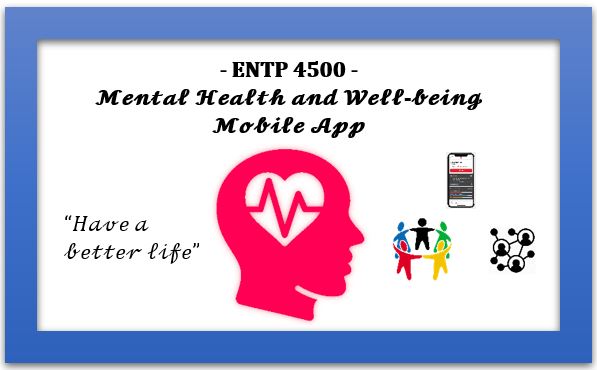 - ENTP 4500 -
Mental Health and Well-being
Mobile App
“Have a
better life”